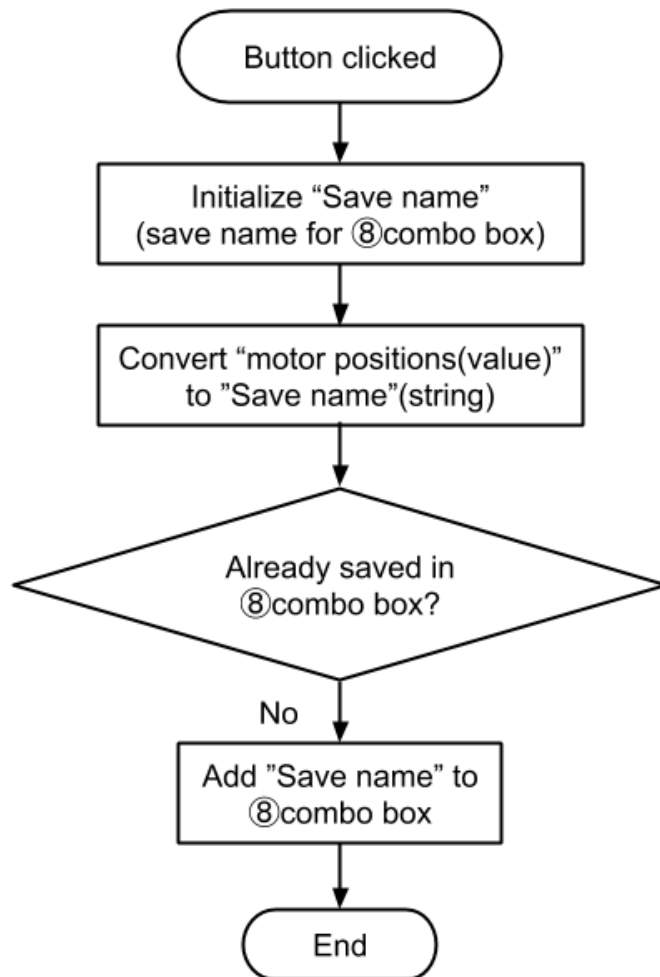 Button clicked
Initialize “Save name”
(save name for ⑧combo box)
Convert “motor positions(value)”
to ”Save name”(string)
Already saved in
⑧combo box?
No
Add ”Save name” to
⑧combo box
End